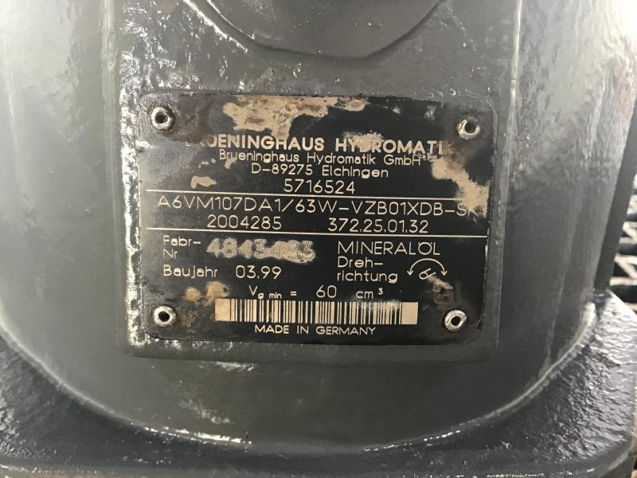 BRUENINGHAUS HYDROMATIK
Brueninghaus Hydromatik GmbH
D-89275 Elchingen
5716524
A6VM107DA1/63W-VZB01XDB-SK
2004285 372.25.01.32
Fabr-Nr MINERALÖL
Baujahr 03.99 Dreh-
richtung
Vg min = 60 cm³
MADE IN GERMANY